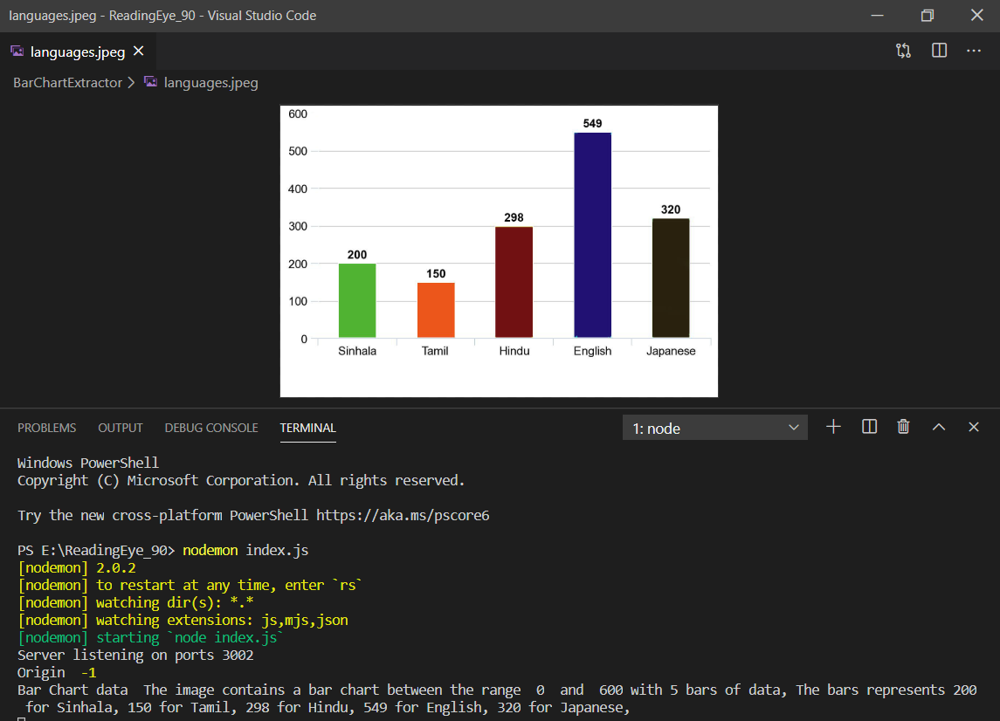 languages.jpeg - ReadingEye_90 - Visual Studio Code
languages.jpeg
BarChartExtractor > languages.jpeg
600
549
500
400
320
298
300
200
150
200
100
0
Sinhala Tamil Hindu English Japanese
PROBLEMS OUTPUT DEBUG CONSOLE TERMINAL 1: node
Windows PowerShell
Copyright (C) Microsoft Corporation. All rights reserved.
Try the new cross-platform PowerShell https://aka.ms/pscore6
PS E:\ReadingEye_90> nodemon index.js
[nodemon] 2.0.2
[nodemon] to restart at any time, enter `rs`
[nodemon] watching dir(s): *.*
[nodemon] watching extensions: js,mjs,json
[nodemon] starting `node index.js`
Server listening on ports 3002
Origin  -1
Bar Chart data  The image contains a bar chart between the range  0  and  600 with 5 bars of data, The bars represents 200
 for Sinhala, 150 for Tamil, 298 for Hindu, 549 for English, 320 for Japanese,